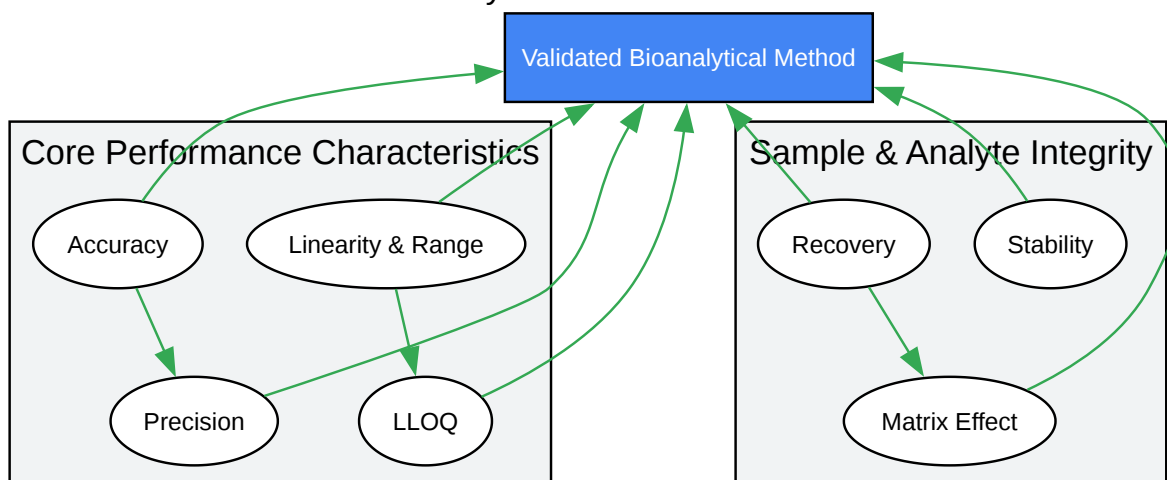 Validated Bioanalytical Method
Core Performance Characteristics
Sample & Analyte Integrity
Accuracy
Linearity & Range
Recovery
Stability
Precision
LLOQ
Matrix Effect